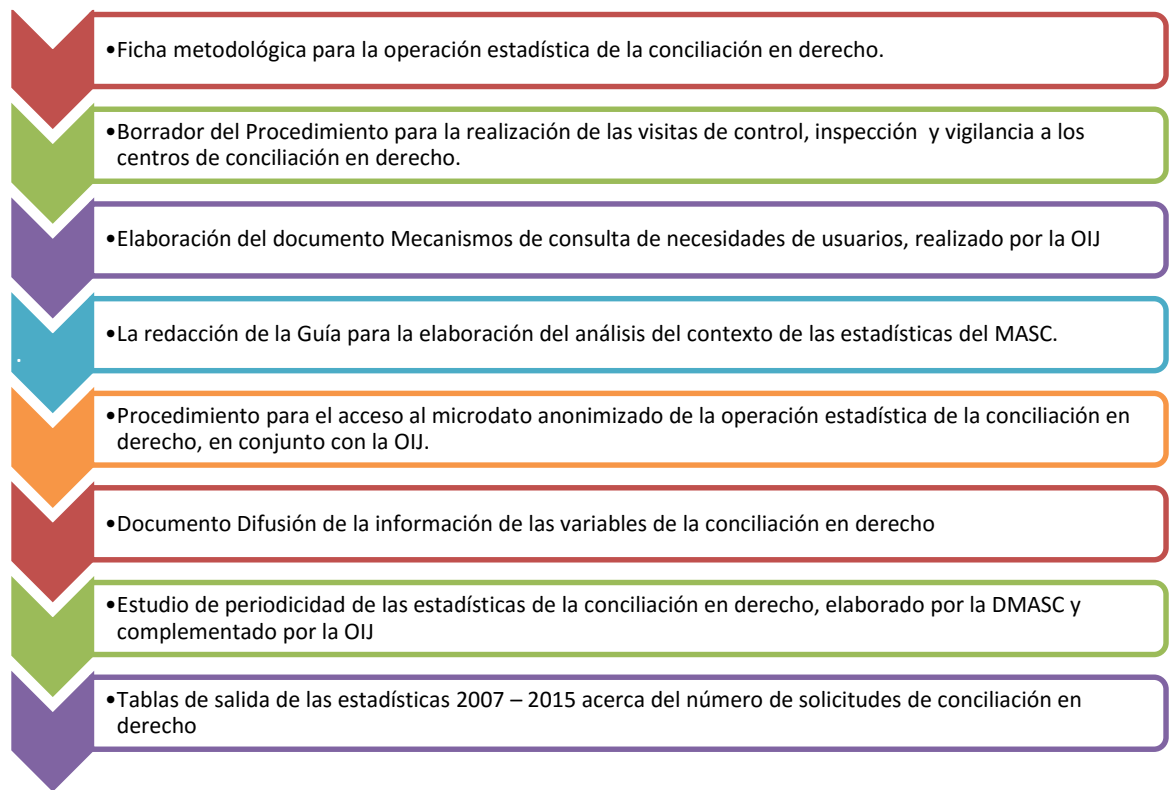 •Ficha metodológica para la operación estadística de la conciliación en derecho.
•Borrador del Procedimiento para la realización de las visitas de control, inspección  y vigilancia a los
centros de conciliación en derecho.
•Elaboración del documento Mecanismos de consulta de necesidades de usuarios, realizado por la OIJ
•La redacción de la Guía para la elaboración del análisis del contexto de las estadísticas del MASC.
.
•Procedimiento para el acceso al microdato anonimizado de la operación estadística de la conciliación en
derecho, en conjunto con la OIJ.
•Documento Difusión de la información de las variables de la conciliación en derecho
•Estudio de periodicidad de las estadísticas de la conciliación en derecho, elaborado por la DMASC y
complementado por la OIJ
•Tablas de salida de las estadísticas 2007 – 2015 acerca del número de solicitudes de conciliación en
derecho